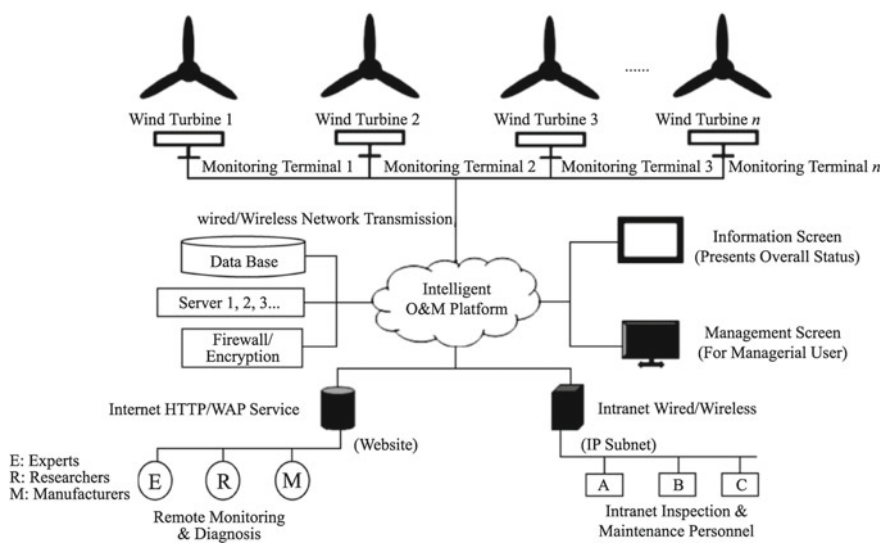 ......
Wind Turbine 1
Wind Turbine 2
Wind Turbine 3
Wind Turbine n
Monitoring Terminal 1
Monitoring Terminal 2
Monitoring Terminal 3
Monitoring Terminal n
wired/Wireless Network Transmission
Data Base
Server 1, 2, 3...
Firewall/
Encryption
Intelligent
O&M Platform
Information Screen
(Presents Overall Status)
Management Screen
(For Managerial User)
Internet HTTP/WAP Service
(Website)
E: Experts
R: Researchers
M: Manufacturers
E
R
M
Remote Monitoring
& Diagnosis
Intranet Wired/Wireless
(IP Subnet)
A
B
C
Intranet Inspection &
Maintenance Personnel